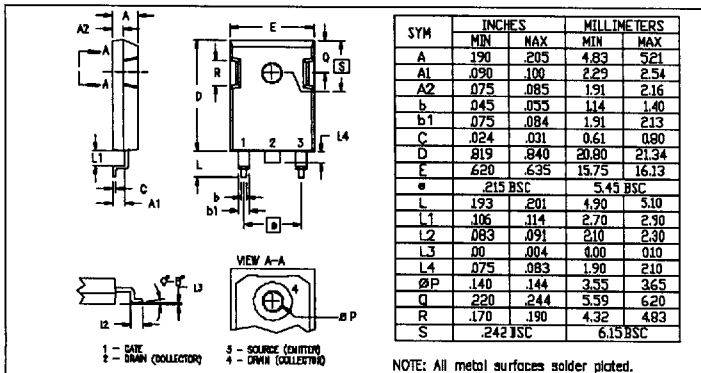 A
A2
A
A
E
Q
S
R
D
L4
1 2 3
L1
L
C
A1
b
b1
e
VIEW A-A
4
0°-8°
L3
L2
ØP
1 - GATE
2 - DRAIN (COLLECTOR)
3 - SOURCE (EMITTER)
4 - DRAIN (COLLECTOR)
SYM INCHES MILLIMETERS
MIN MAX MIN MAX
A .190 .205 4.83 5.21
A1 .090 .100 2.29 2.54
A2 .075 .085 1.91 2.16
b .045 .055 1.14 1.40
b1 .075 .084 1.91 2.13
C .024 .031 0.61 0.80
D .819 .840 20.80 21.34
E .620 .635 15.75 16.13
e .215 BSC 5.45 BSC
L .193 .201 4.90 5.10
L1 .106 .114 2.70 2.90
L2 .083 .091 2.10 2.30
L3 .00 .004 0.00 0.10
L4 .075 .083 1.90 2.10
ØP .140 .144 3.55 3.65
Q .220 .244 5.59 6.20
R .170 .190 4.32 4.83
S .242 BSC 6.15 BSC
NOTE: All metal surfaces solder plated.